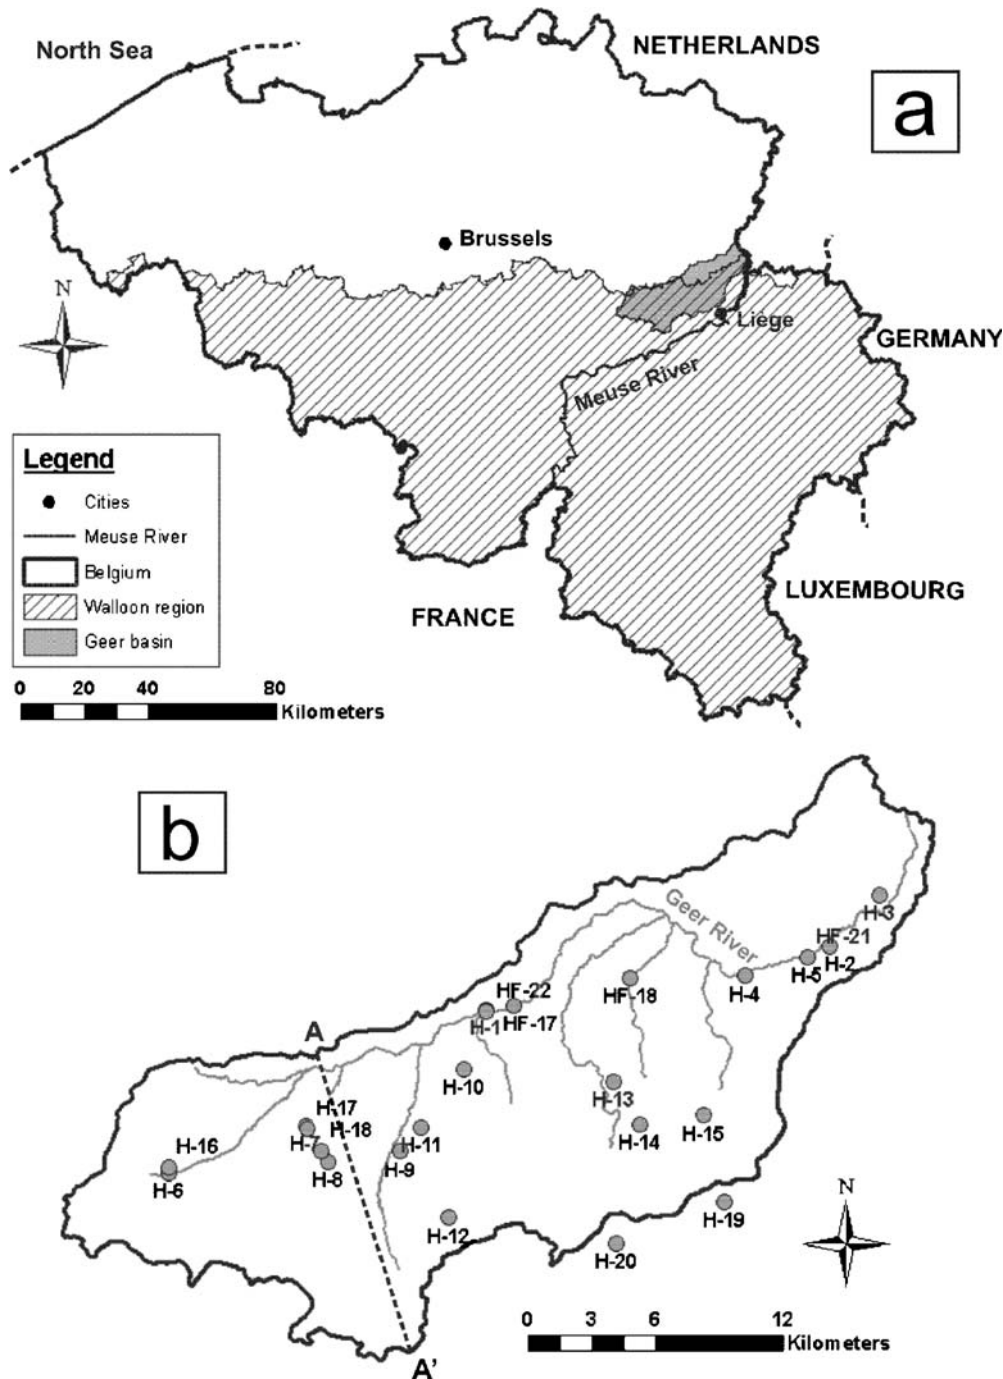 North Sea
NETHERLANDS
a
Brussels
N
Liège
GERMANY
Meuse River
Legend
Cities
Meuse River
Belgium
Walloon region
Geer basin
LUXEMBOURG
FRANCE
0 20 40 80
Kilometers
b
Geer River
H-3
HF-21
H-2
H-5
H-4
HF-22
HF-18
H-1
HF-17
A
H-10
H-13
H-17
H-7
H-18
H-11
H-14
H-15
H-16
H-9
H-8
H-6
N
H-19
H-12
H-20
0 3 6 12
Kilometers
A'